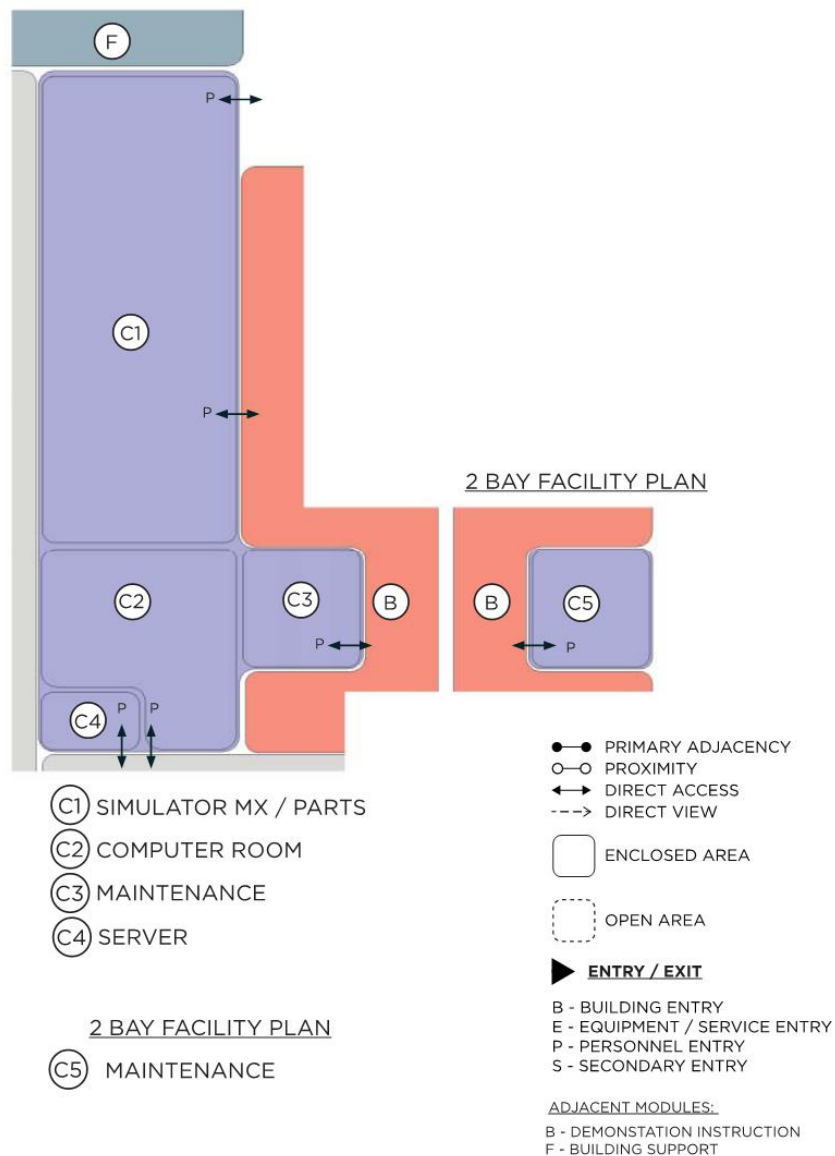 F
P
C1
P
2 BAY FACILITY PLAN
C2
C3
B
B
C5
P
P
C4
P
P
C1 SIMULATOR MX / PARTS
C2 COMPUTER ROOM
C3 MAINTENANCE
C4 SERVER
2 BAY FACILITY PLAN
C5 MAINTENANCE
PRIMARY ADJACENCY
PROXIMITY
DIRECT ACCESS
DIRECT VIEW
ENCLOSED AREA
OPEN AREA
ENTRY / EXIT
B - BUILDING ENTRY
E - EQUIPMENT / SERVICE ENTRY
P - PERSONNEL ENTRY
S - SECONDARY ENTRY
ADJACENT MODULES:
B - DEMONSTATION INSTRUCTION
F - BUILDING SUPPORT